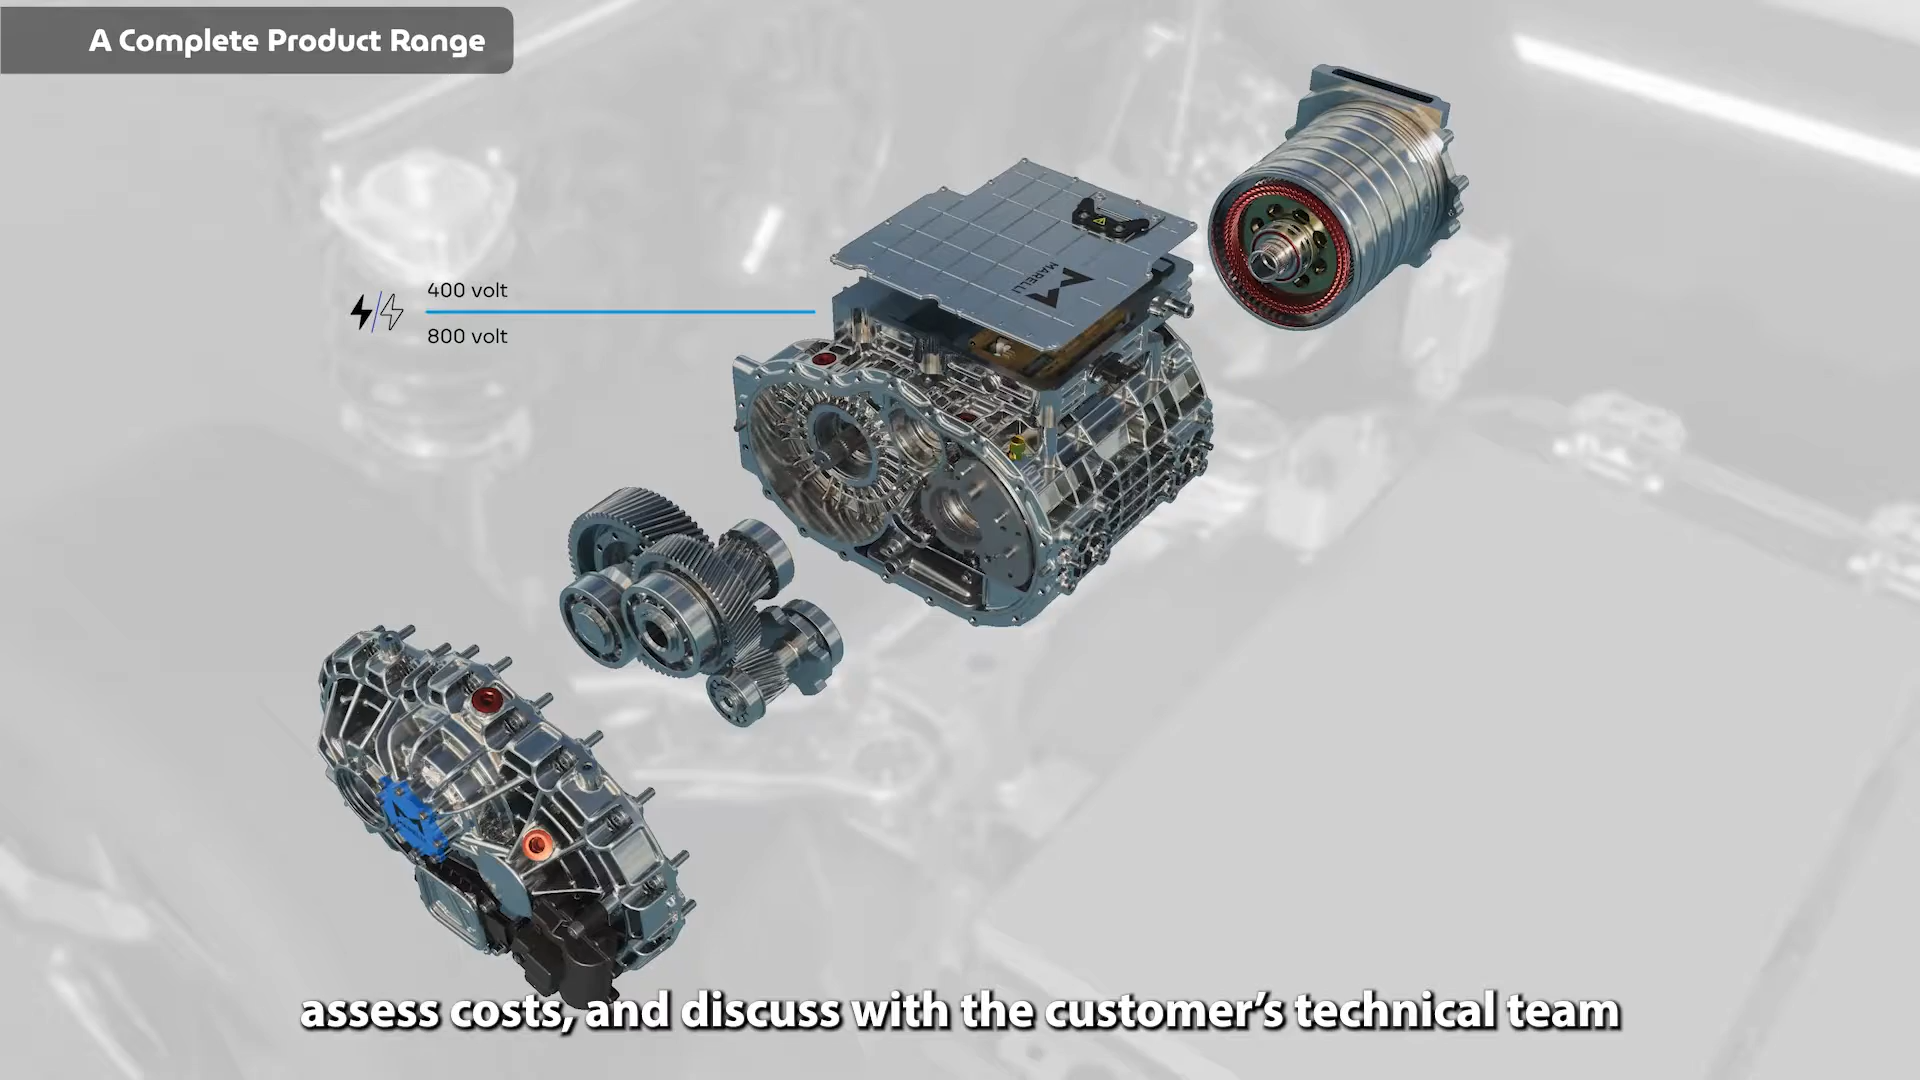 A Complete Product Range
400 volt
800 volt
MARELLI
assess costs, and discuss with the customer's technical team